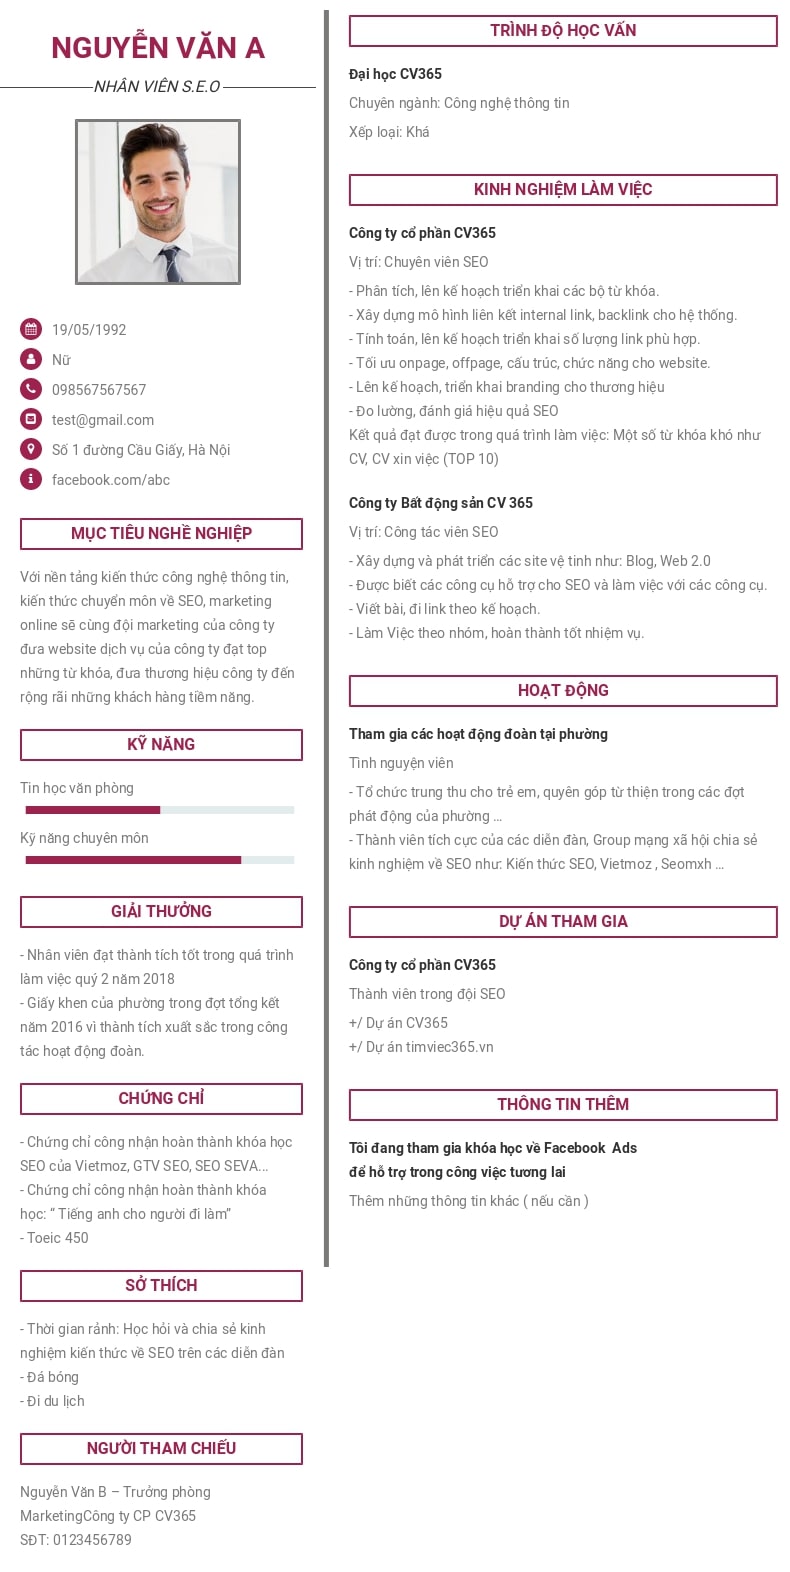 NGUYỄN VĂN A
NHÂN VIÊN S.E.O
19/05/1992
Nữ
098567567567
test@gmail.com
Số 1 đường Cầu Giấy, Hà Nội
facebook.com/abc
MỤC TIÊU NGHỀ NGHIỆP
Với nền tảng kiến thức công nghệ thông tin,
kiến thức chuyển môn về SEO, marketing
online sẽ cùng đội marketing của công ty
đưa website dịch vụ của công ty đạt top
những từ khóa, đưa thương hiệu công ty đến
rộng rãi những khách hàng tiềm năng.
KỸ NĂNG
Tin học văn phòng
Kỹ năng chuyên môn
GIẢI THƯỞNG
- Nhân viên đạt thành tích tốt trong quá trình
làm việc quý 2 năm 2018
- Giấy khen của phường trong đợt tổng kết
năm 2016 vì thành tích xuất sắc trong công
tác hoạt động đoàn.
CHỨNG CHỈ
- Chứng chỉ công nhận hoàn thành khóa học
SEO của Vietmoz, GTV SEO, SEO SEVA...
- Chứng chỉ công nhận hoàn thành khóa
học: “ Tiếng anh cho người đi làm”
- Toeic 450
SỞ THÍCH
- Thời gian rảnh: Học hỏi và chia sẻ kinh
nghiệm kiến thức về SEO trên các diễn đàn
- Đá bóng
- Đi du lịch
NGƯỜI THAM CHIẾU
Nguyễn Văn B – Trưởng phòng
MarketingCông ty CP CV365
SĐT: 0123456789
TRÌNH ĐỘ HỌC VẤN
Đại học CV365
Chuyên ngành: Công nghệ thông tin
Xếp loại: Khá
KINH NGHIỆM LÀM VIỆC
Công ty cổ phần CV365
Vị trí: Chuyên viên SEO
- Phân tích, lên kế hoạch triển khai các bộ từ khóa.
- Xây dựng mô hình liên kết internal link, backlink cho hệ thống.
- Tính toán, lên kế hoạch triển khai số lượng link phù hợp.
- Tối ưu onpage, offpage, cấu trúc, chức năng cho website.
- Lên kế hoạch, triển khai branding cho thương hiệu
- Đo lường, đánh giá hiệu quả SEO
Kết quả đạt được trong quá trình làm việc: Một số từ khóa khó như
CV, CV xin việc (TOP 10)
Công ty Bất động sản CV 365
Vị trí: Công tác viên SEO
- Xây dựng và phát triển các site vệ tinh như: Blog, Web 2.0
- Được biết các công cụ hỗ trợ cho SEO và làm việc với các công cụ.
- Viết bài, đi link theo kế hoạch.
- Làm Việc theo nhóm, hoàn thành tốt nhiệm vụ.
HOẠT ĐỘNG
Tham gia các hoạt động đoàn tại phường
Tình nguyện viên
- Tổ chức trung thu cho trẻ em, quyên góp từ thiện trong các đợt
phát động của phường ...
- Thành viên tích cực của các diễn đàn, Group mạng xã hội chia sẻ
kinh nghiệm về SEO như: Kiến thức SEO, Vietmoz , Seomxh ...
DỰ ÁN THAM GIA
Công ty cổ phần CV365
Thành viên trong đội SEO
+/ Dự án CV365
+/ Dự án timviec365.vn
THÔNG TIN THÊM
Tôi đang tham gia khóa học về Facebook Ads
để hỗ trợ trong công việc tương lai
Thêm những thông tin khác ( nếu cần )